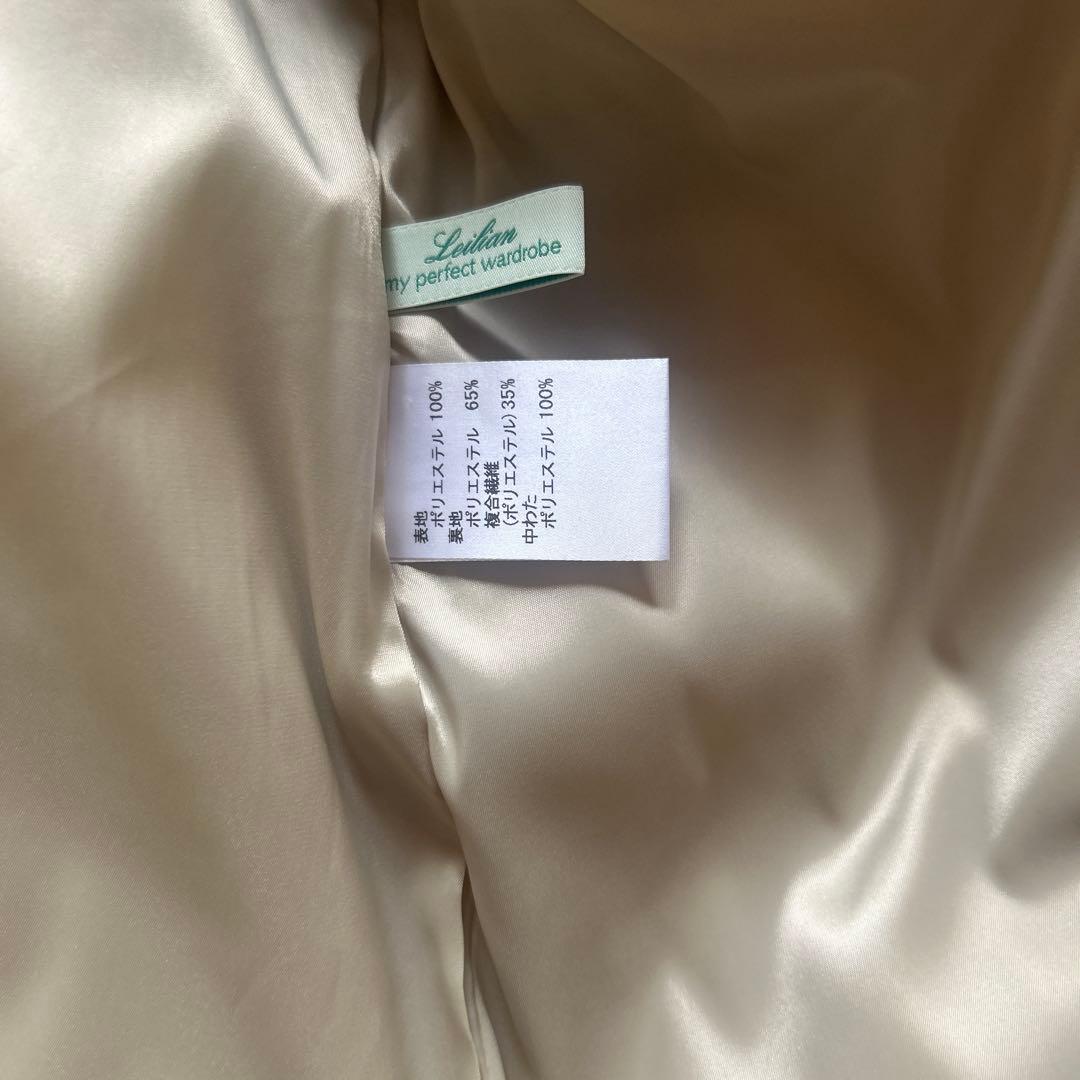 Leilian
my perfect wardrobe
表地
ポリエステル 100%
裏地
ポリエステル 65%
複合繊維
(ポリエステル) 35%
中わた
ポリエステル 100%